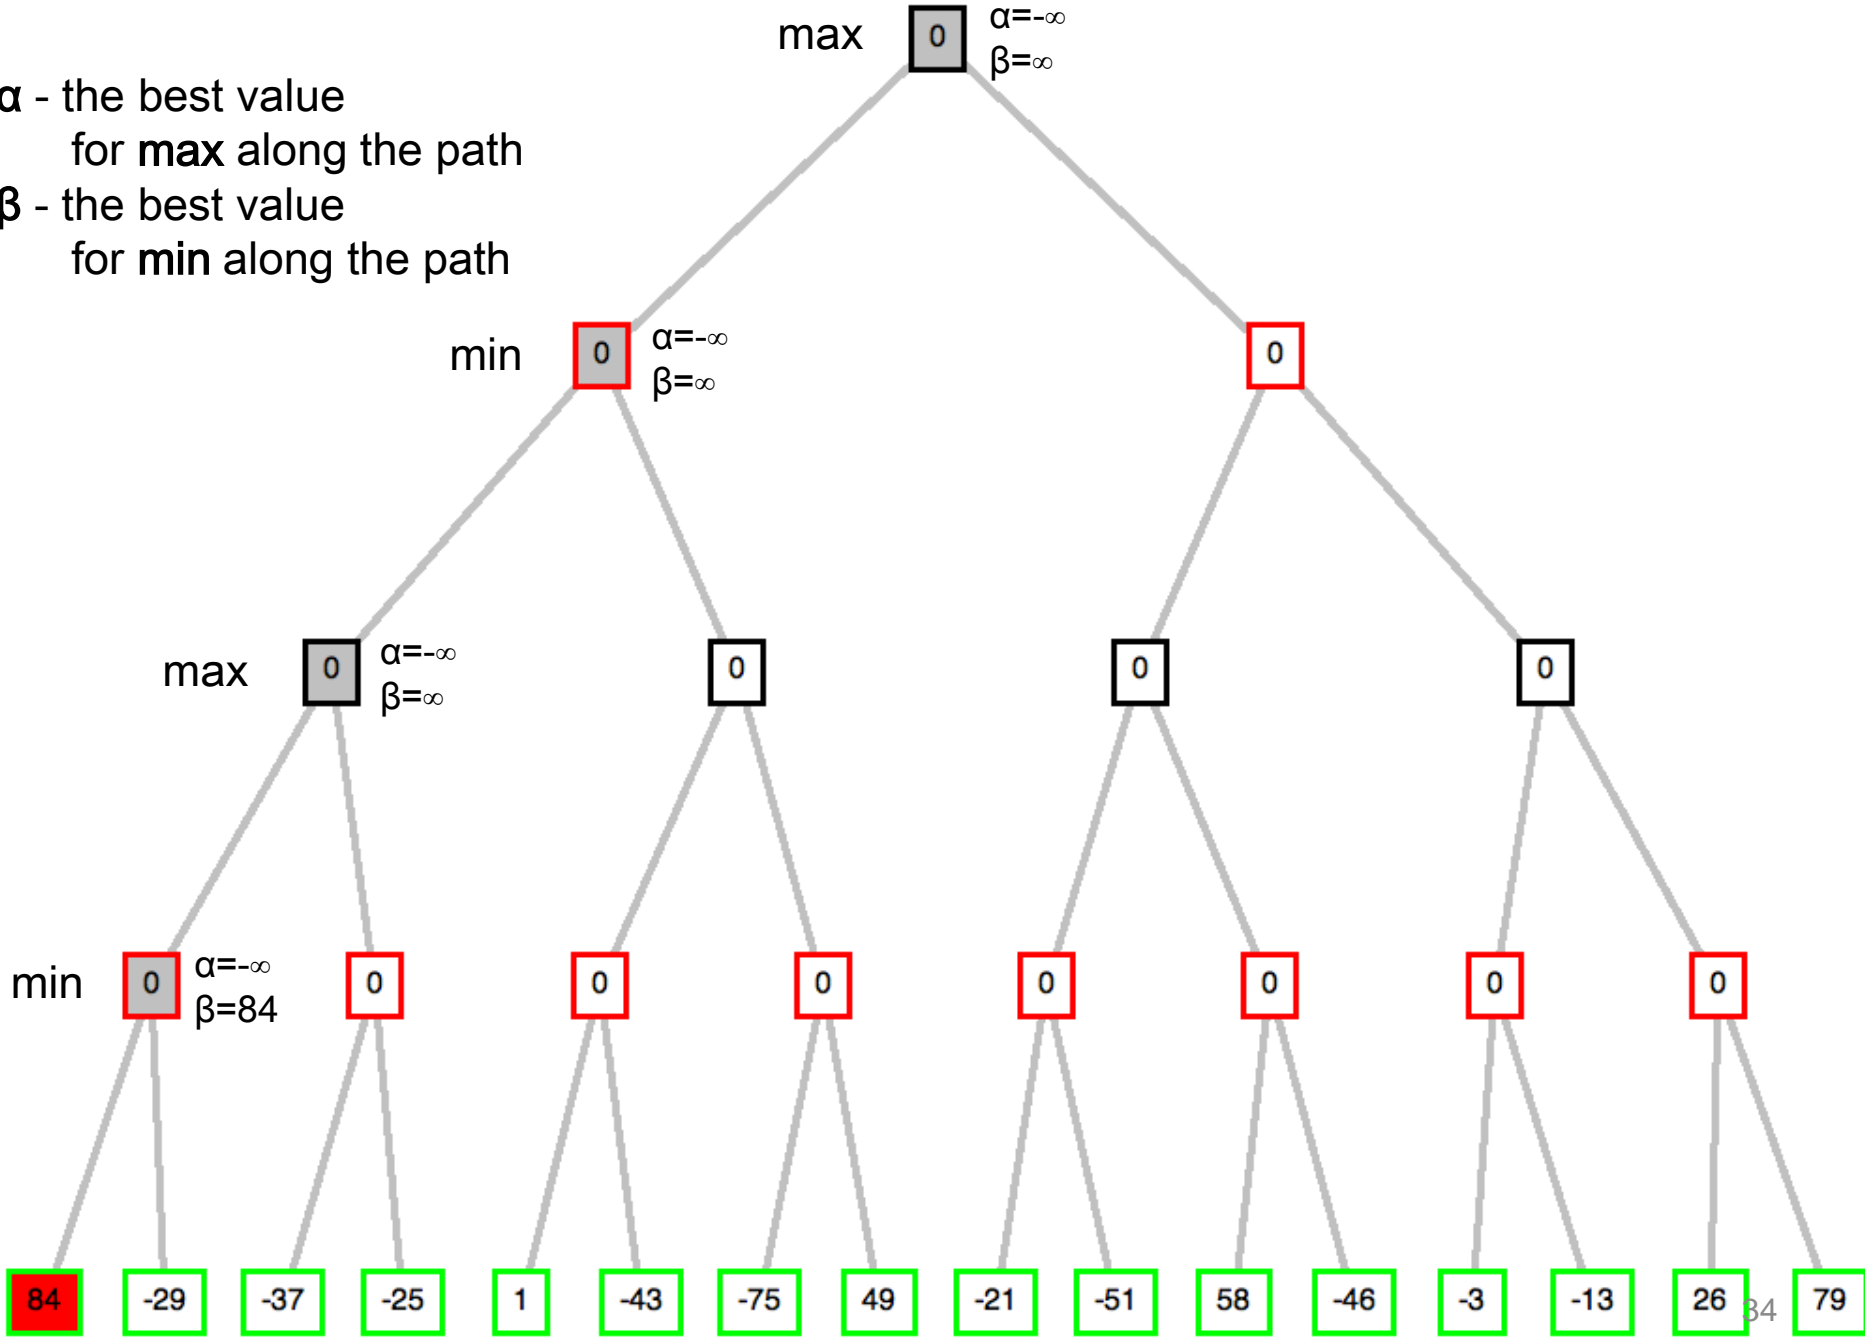 max 0 α=-∞
β=∞
α - the best value
for max along the path
β - the best value
for min along the path
min 0 α=-∞ 0
β=∞
max 0 α=-∞ 0 0 0
β=∞
min 0 α=-∞ 0 0 0 0 0 0 0
β=84
84 -29 -37 -25 1 -43 -75 49 -21 -51 58 -46 -3 -13 26 34 79